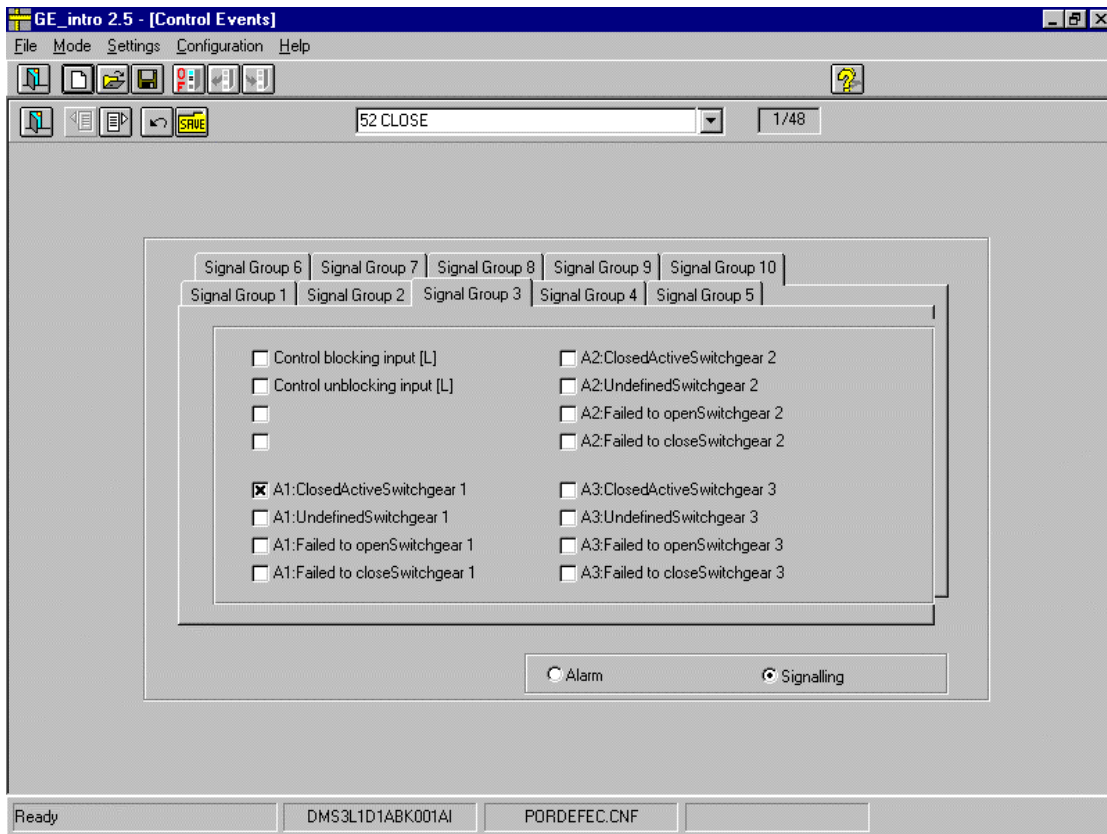 GE_intro 2.5 - [Control Events]
File Mode Settings Configuration Help
52 CLOSE
1/48
Signal Group 6 Signal Group 7 Signal Group 8 Signal Group 9 Signal Group 10
Signal Group 1 Signal Group 2 Signal Group 3 Signal Group 4 Signal Group 5
Control blocking input [L]
Control unblocking input [L]
A1:ClosedActiveSwitchgear 1
A1:UndefinedSwitchgear 1
A1:Failed to openSwitchgear 1
A1:Failed to closeSwitchgear 1
A2:ClosedActiveSwitchgear 2
A2:UndefinedSwitchgear 2
A2:Failed to openSwitchgear 2
A2:Failed to closeSwitchgear 2
A3:ClosedActiveSwitchgear 3
A3:UndefinedSwitchgear 3
A3:Failed to openSwitchgear 3
A3:Failed to closeSwitchgear 3
Alarm
Signalling
Ready
DMS3L1D1ABK001AI
PORDEFEC.CNF